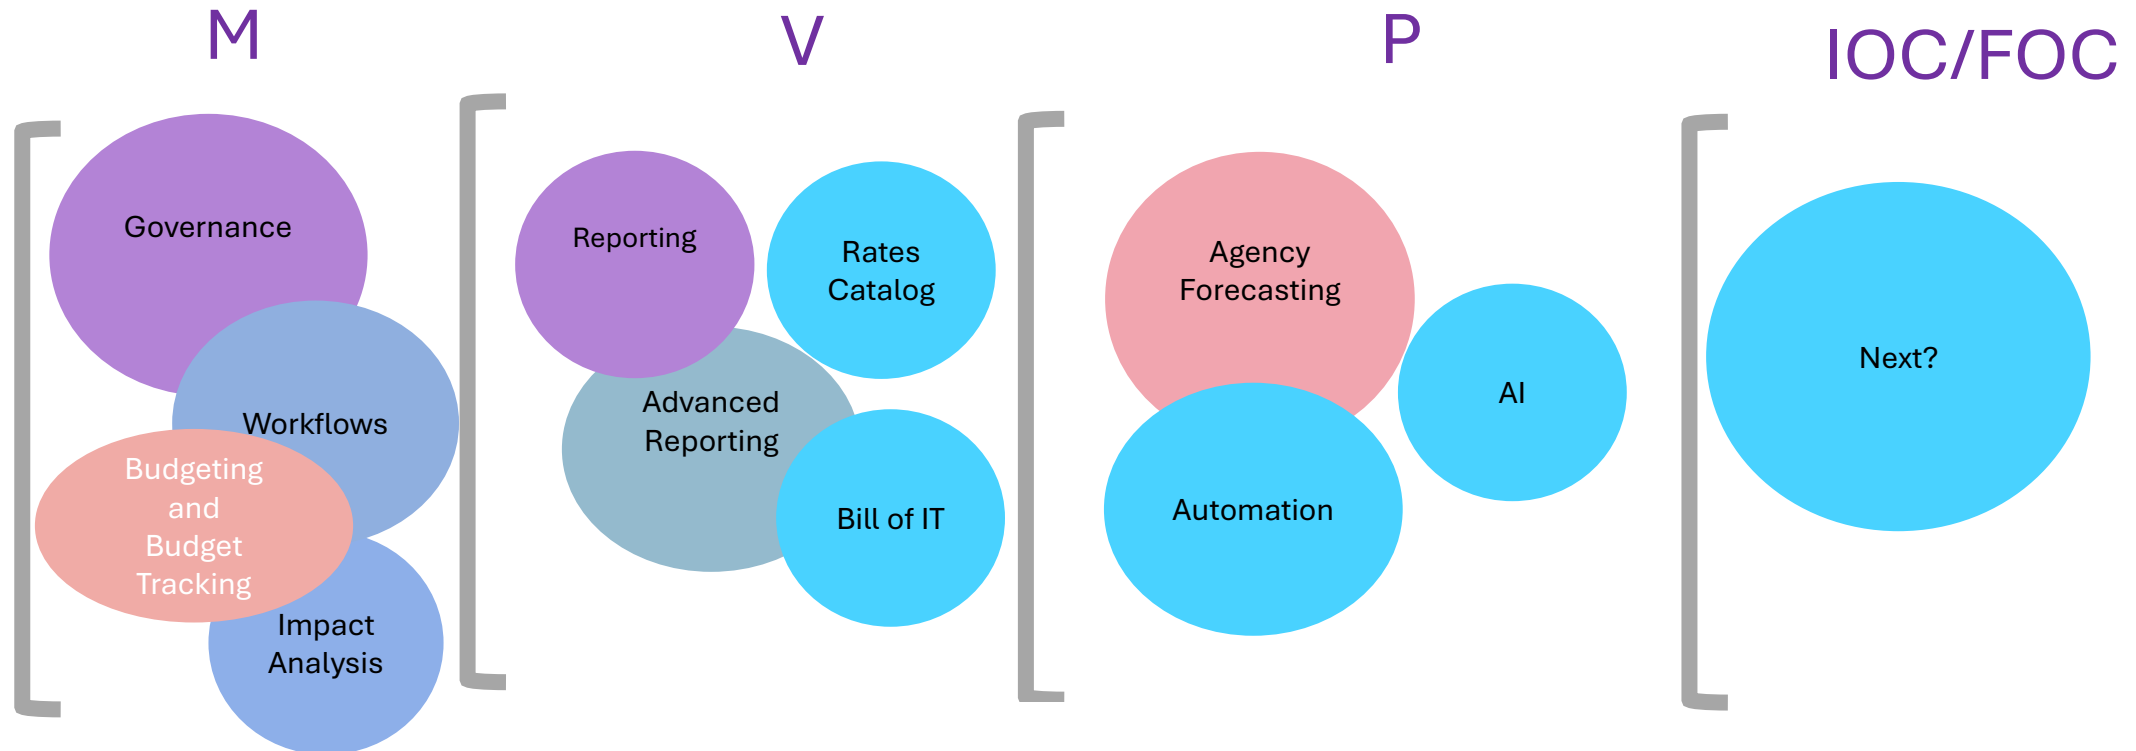 M
Governance
Workflows
Budgeting
and
Budget
Tracking
Impact
Analysis
V
Reporting
Rates
Catalog
Advanced
Reporting
Bill of IT
P
Agency
Forecasting
AI
Automation
IOC/FOC
Next?